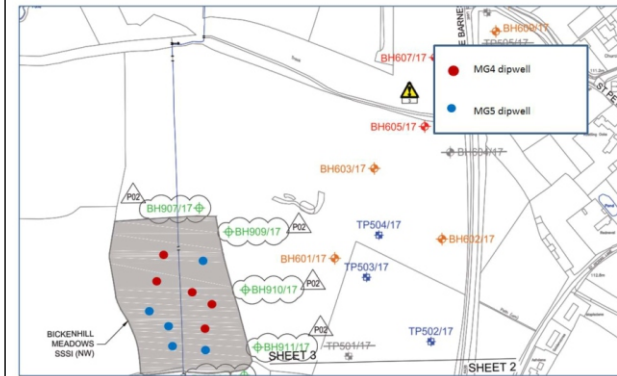 BH609/17
TP505/17
BH607/17
MG4 dipwell
MG5 dipwell
Track
BH605/17
BH604/17
BH603/17
P02
BH907/17
BH909/17
P02
TP504/17
BH602/17
BH601/17
TP503/17
BH910/17
P02
BICKENHILL
MEADOWS
SSSI (NW)
P02
BH911/17
TP501/17
TP502/17
SHEET 3
SHEET 2